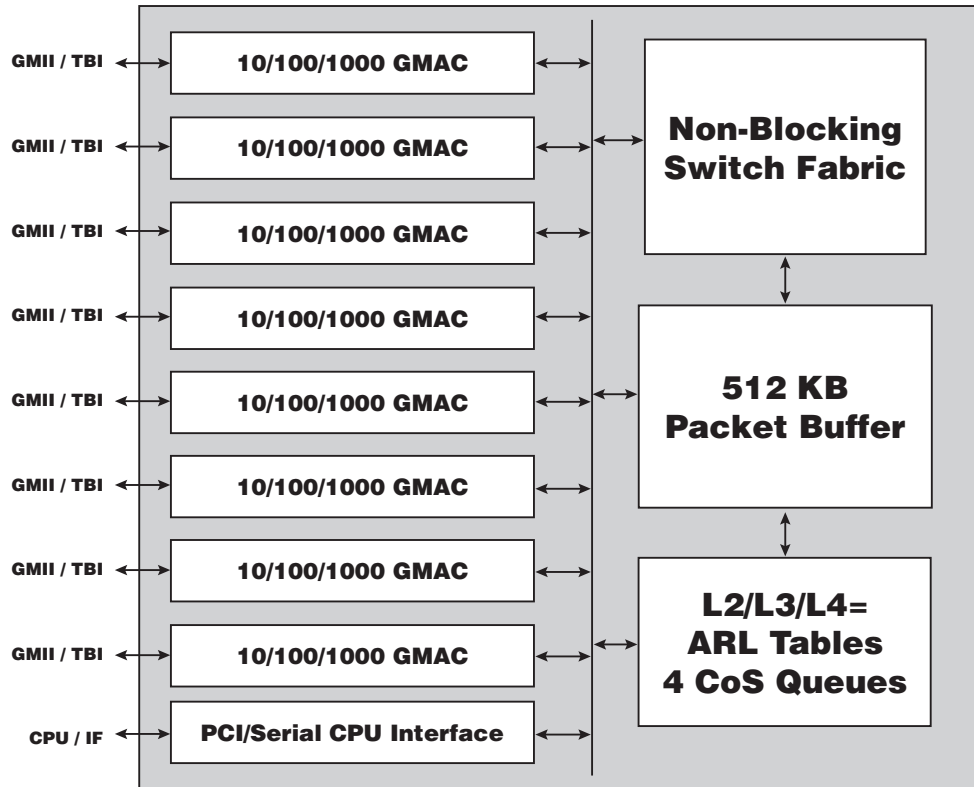 GMII / TBI
10/100/1000 GMAC
GMII / TBI
10/100/1000 GMAC
GMII / TBI
10/100/1000 GMAC
GMII / TBI
10/100/1000 GMAC
GMII / TBI
10/100/1000 GMAC
GMII / TBI
10/100/1000 GMAC
GMII / TBI
10/100/1000 GMAC
GMII / TBI
10/100/1000 GMAC
CPU / IF
PCI/Serial CPU Interface
Non-Blocking
Switch Fabric
512 KB
Packet Buffer
L2/L3/L4=
ARL Tables
4 CoS Queues